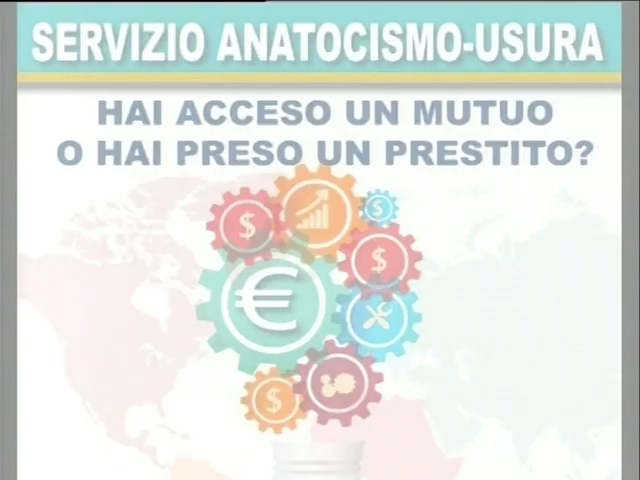 SERVIZIO ANATOCISMO-USURA
HAI ACCESO UN MUTUO
O HAI PRESO UN PRESTITO?